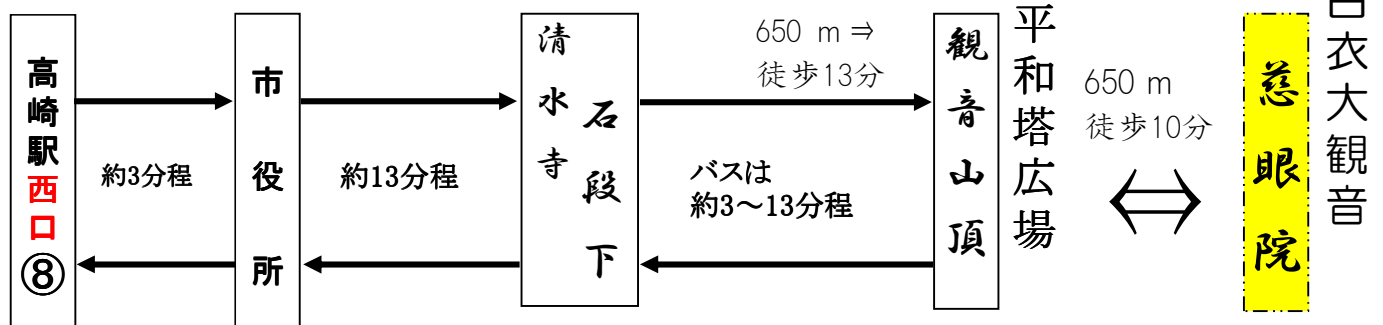 高崎駅西口⑧
約3分程
市役所
約13分程
清水寺
石段下
650 m ⇒
徒歩13分
バスは
約3～13分程
観音山頂
平和塔広場
650 m
徒歩10分
慈眼院
衣大観音